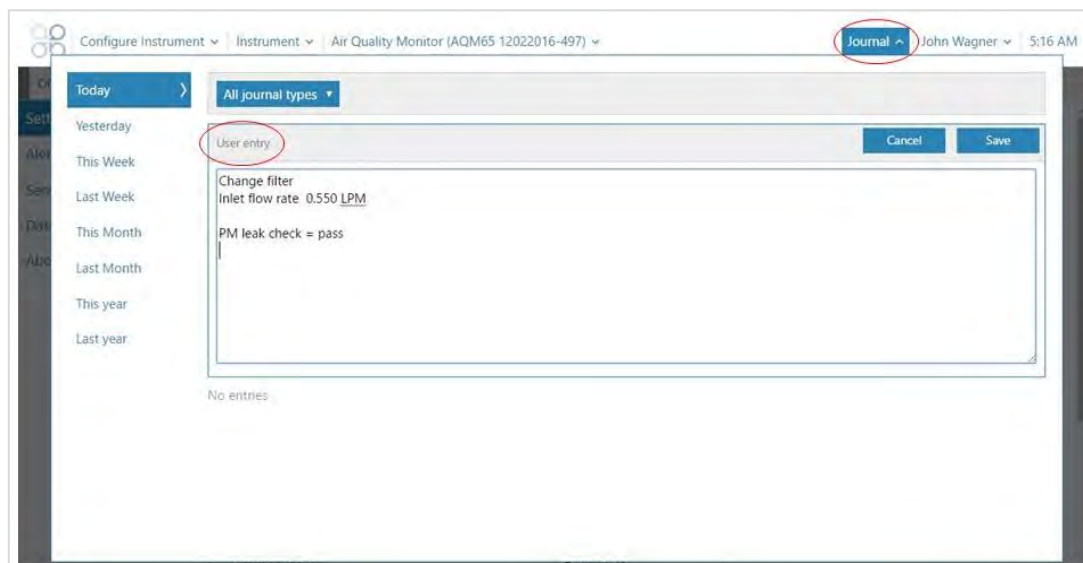 Configure Instrument Instrument Air Quality Monitor (AQM65 12022016-497) Journal John Wagner 5:16 AM
Today All journal types
Yesterday
User entry Cancel Save
This Week
Change filter
Last Week
Inlet flow rate 0.550 LPM
This Month
PM leak check = pass
Last Month
This year
Last year
No entries